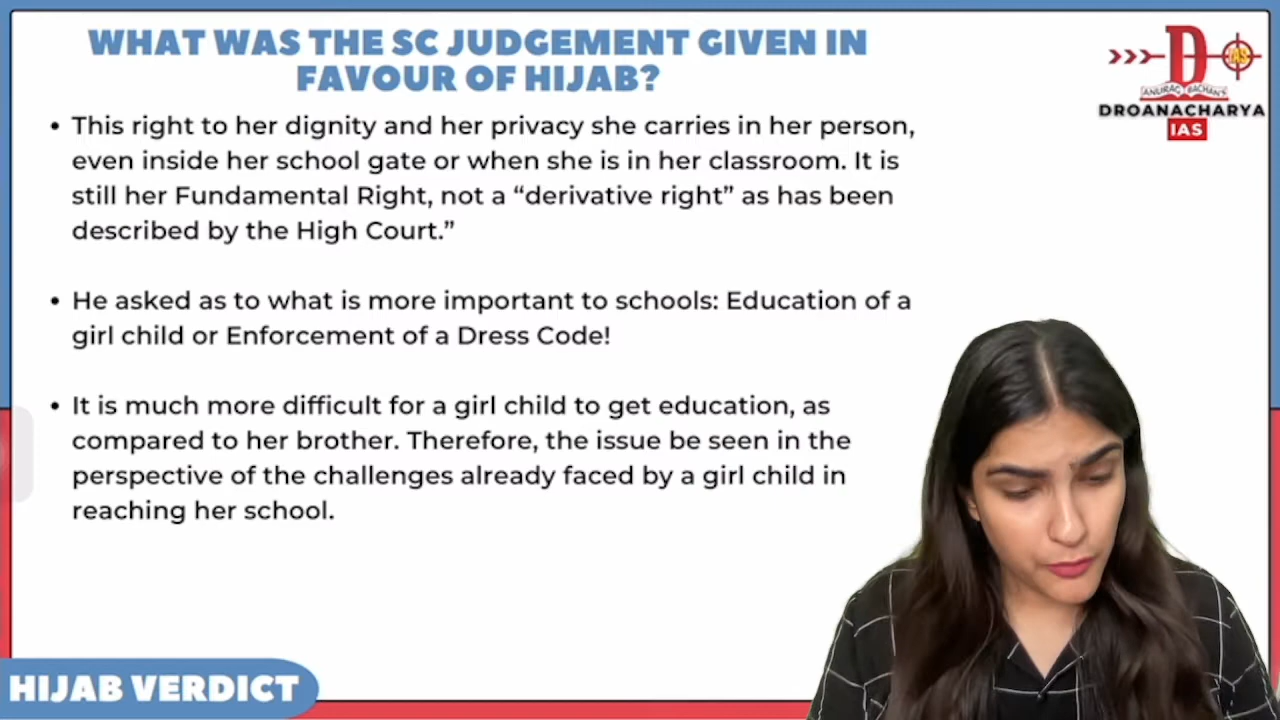 WHAT WAS THE SC JUDGEMENT GIVEN IN
FAVOUR OF HIJAB?
• This right to her dignity and her privacy she carries in her person,
even inside her school gate or when she is in her classroom. It is
still her Fundamental Right, not a “derivative right” as has been
described by the High Court.”
• He asked as to what is more important to schools: Education of a
girl child or Enforcement of a Dress Code!
• It is much more difficult for a girl child to get education, as
compared to her brother. Therefore, the issue be seen in the
perspective of the challenges already faced by a girl child in
reaching her school.
HIJAB VERDICT
D
IAS
ANURAG BACHAN'S
DROANACHARYA
IAS